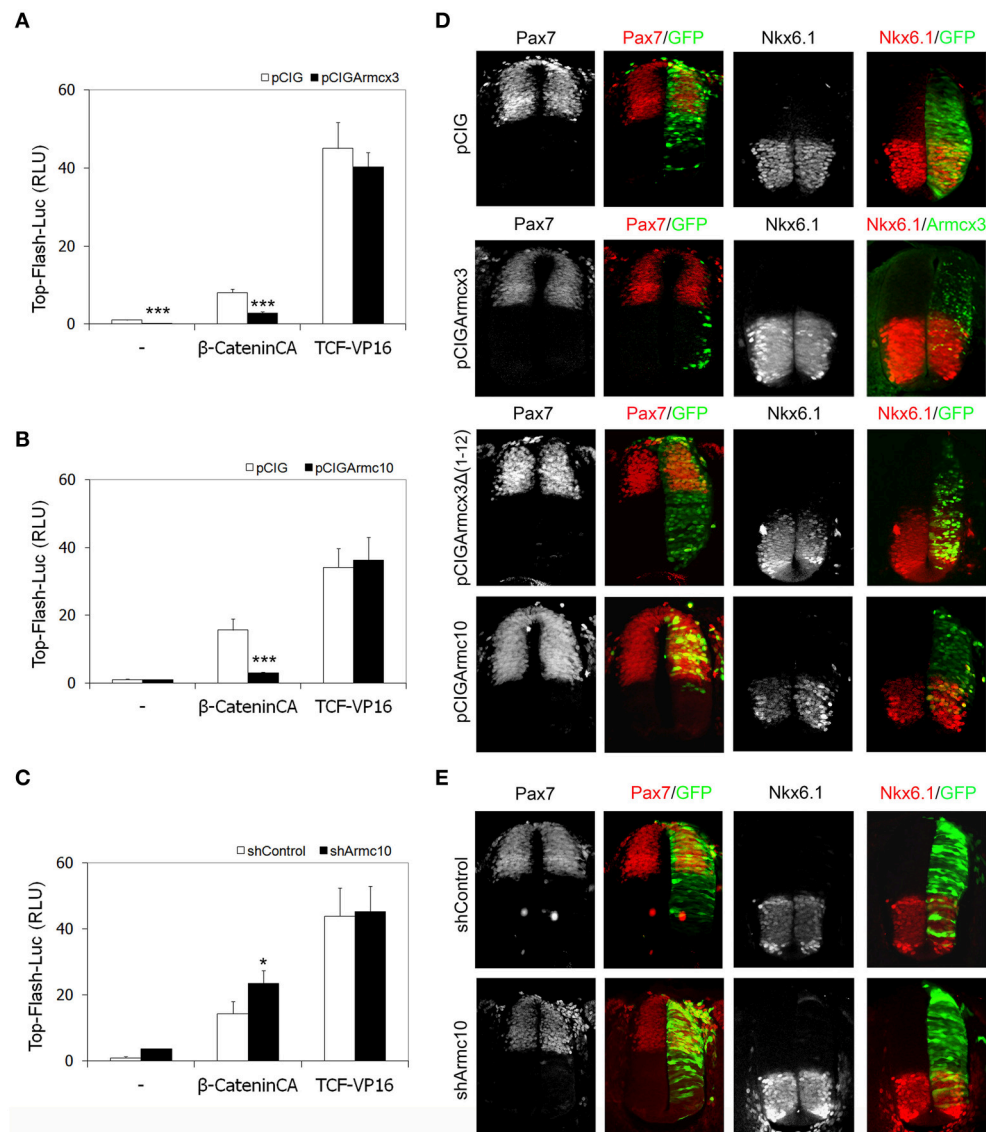 A
pCIG pCIGArmcx3
60
40
20
0
Top-Flash-Luc (RLU)
***
***
- β-CateninCA TCF-VP16
B
pCIG pCIGArmc10
60
40
20
0
Top-Flash-Luc (RLU)
***
- β-CateninCA TCF-VP16
C
shControl shArmc10
60
40
20
0
Top-Flash-Luc (RLU)
*
- β-CateninCA TCF-VP16
D
Pax7 Pax7/GFP Nkx6.1 Nkx6.1/GFP
pCIG
Pax7 Pax7/GFP Nkx6.1 Nkx6.1/Armcx3
pCIGArmcx3
Pax7 Pax7/GFP Nkx6.1 Nkx6.1/GFP
pCIGArmcx3Δ(1-12)
pCIGArmc10
E
Pax7 Pax7/GFP Nkx6.1 Nkx6.1/GFP
shControl
shArmc10